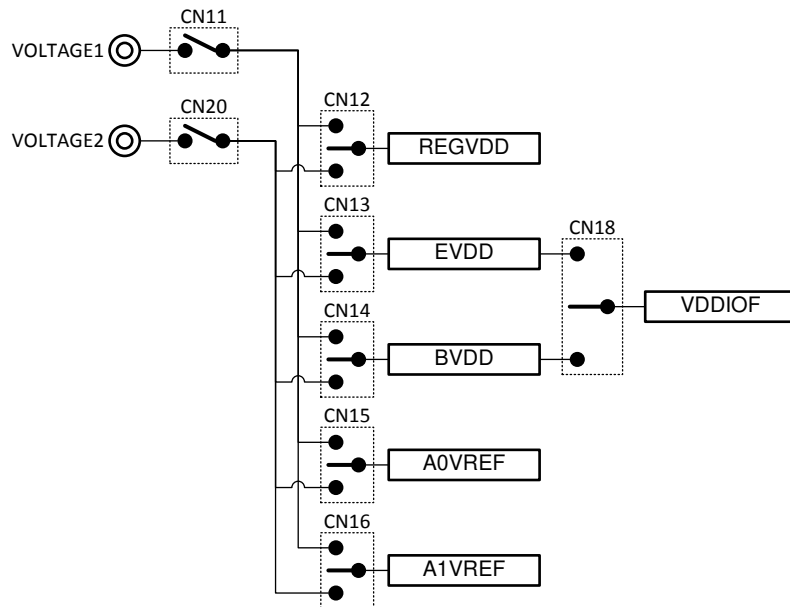 CN11
VOLTAGE1
CN20
VOLTAGE2
CN12
REGVDD
CN13
EVDD
CN18
VDDIOF
CN14
BVDD
CN15
A0VREF
CN16
A1VREF